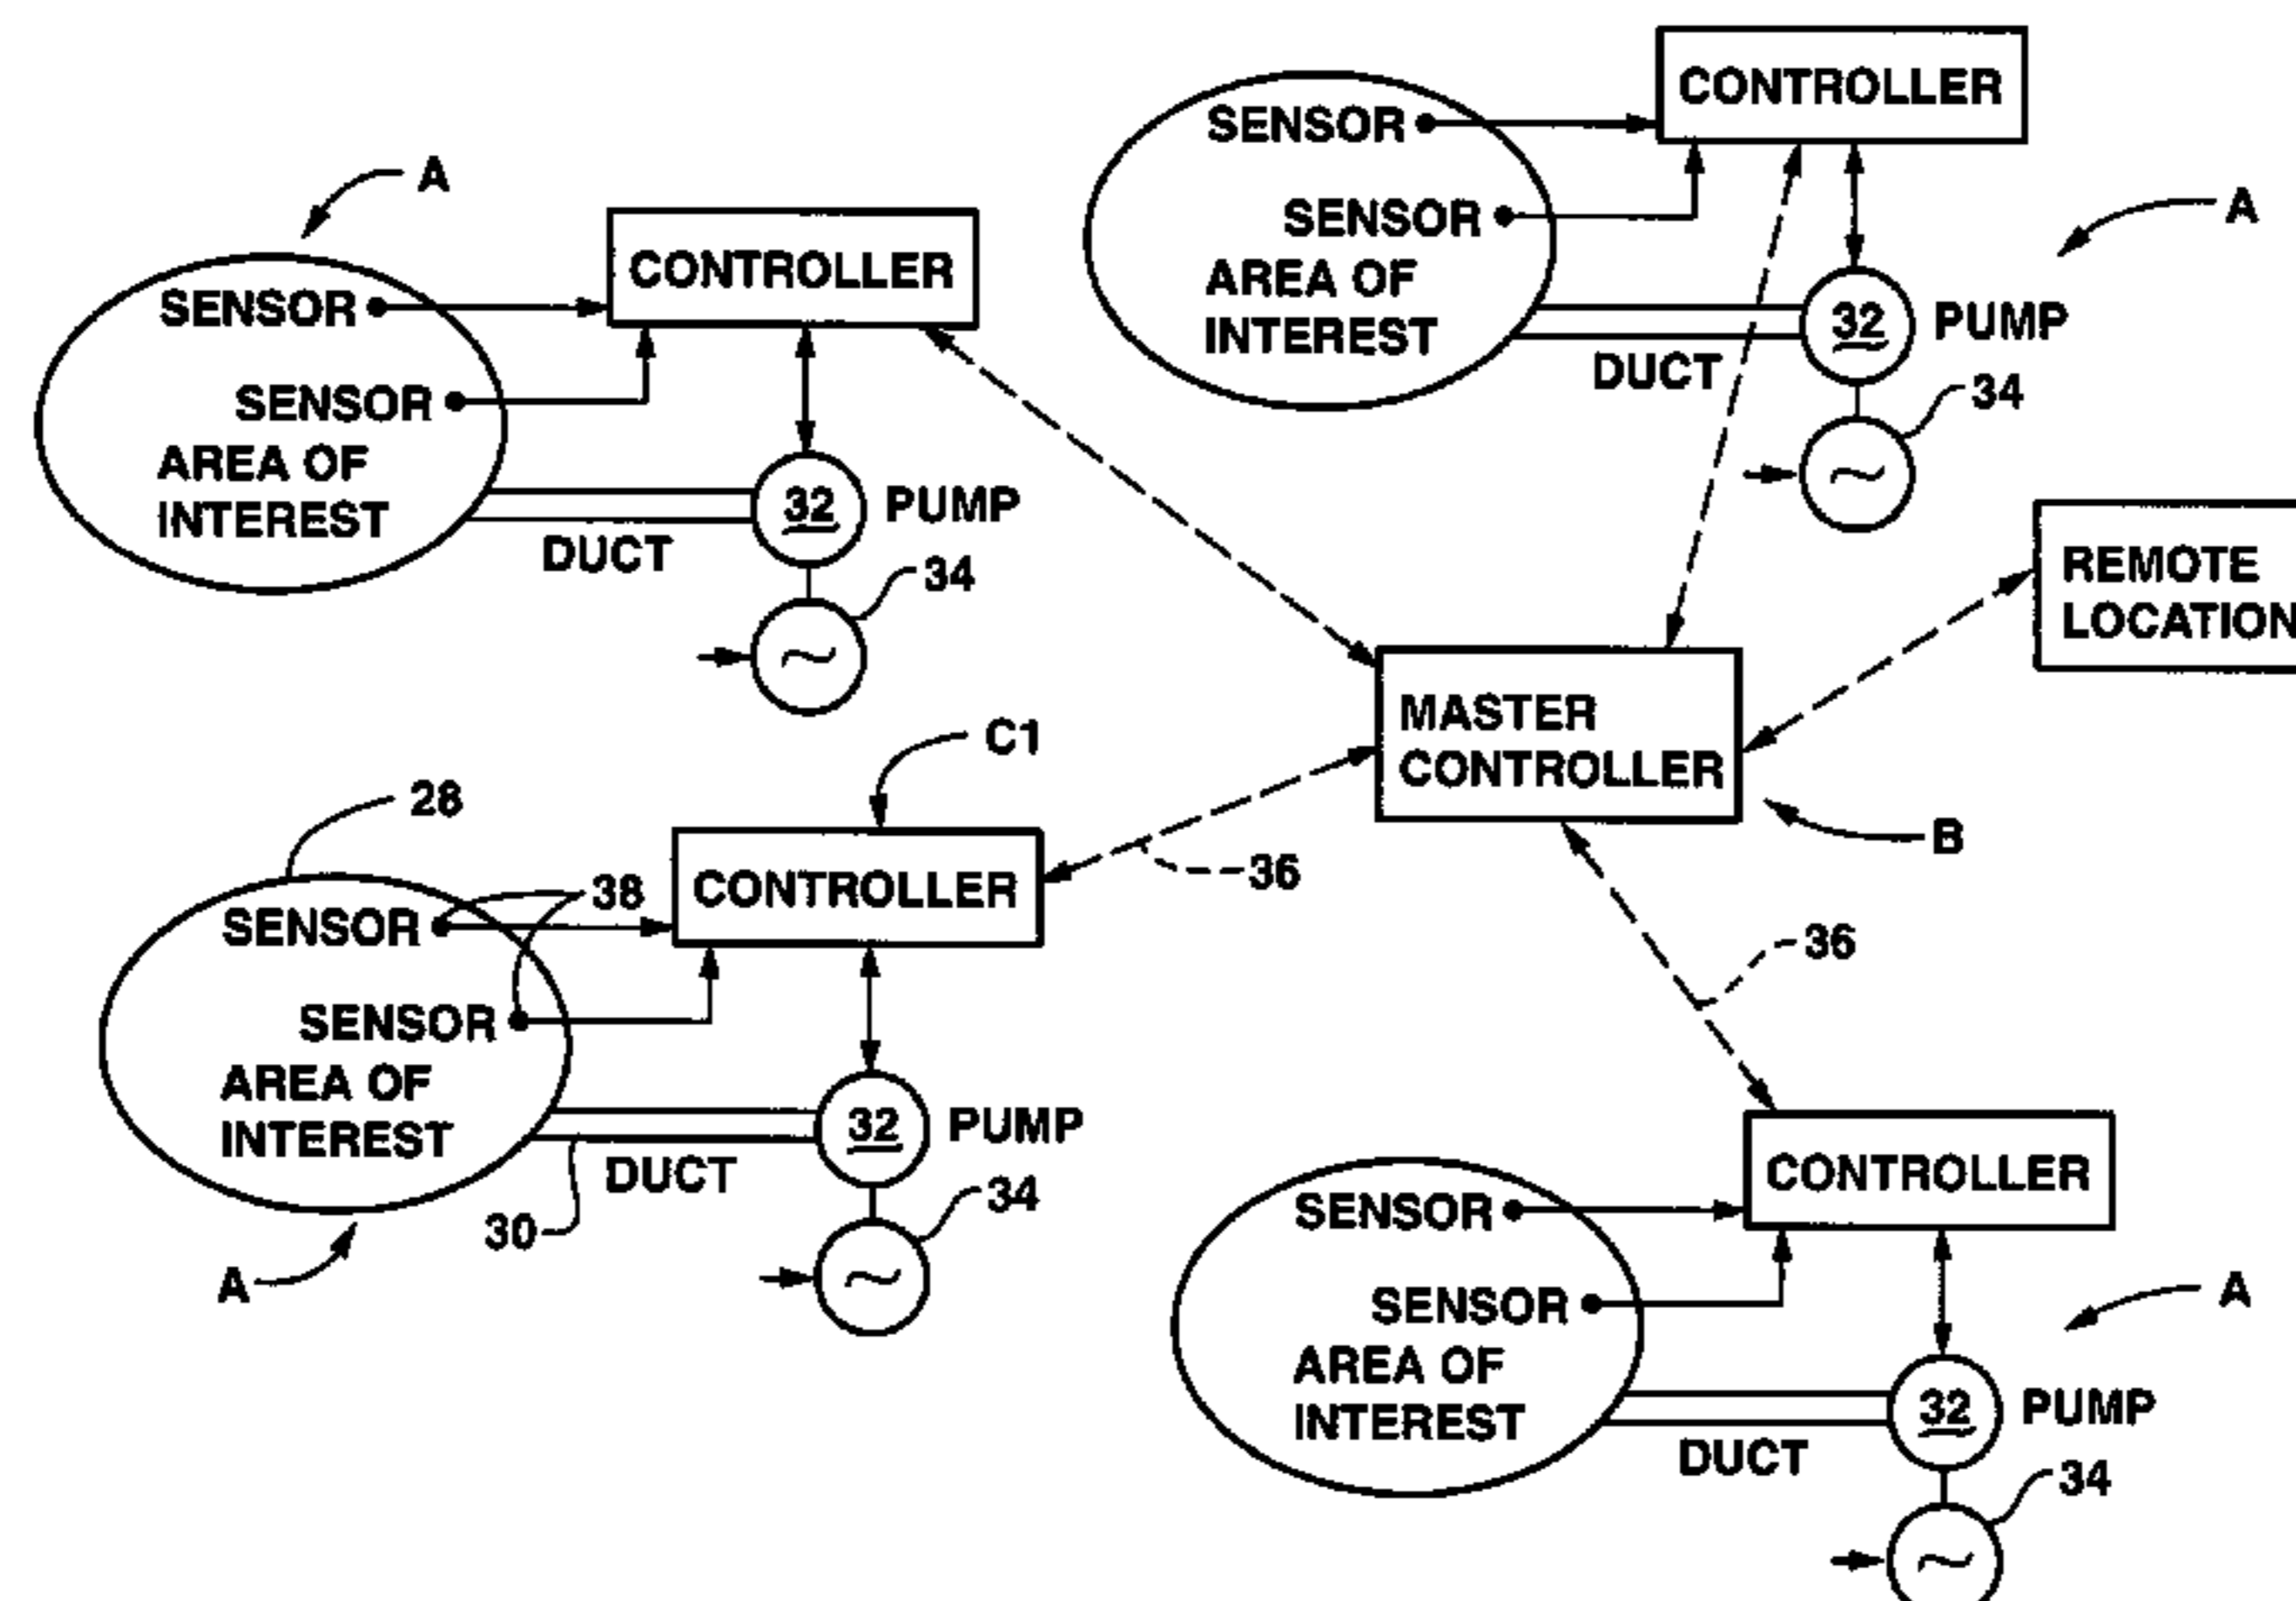 A
SENSOR
SENSOR
AREA OF
INTEREST
CONTROLLER
32
PUMP
DUCT
34
SENSOR
SENSOR
AREA OF
INTEREST
CONTROLLER
A
32
PUMP
DUCT
34
REMOTE
LOCATION
MASTER
CONTROLLER
B
C1
28
38
SENSOR
SENSOR
AREA OF
INTEREST
CONTROLLER
36
32
PUMP
DUCT
30
34
A
36
SENSOR
SENSOR
AREA OF
INTEREST
CONTROLLER
A
32
PUMP
DUCT
34